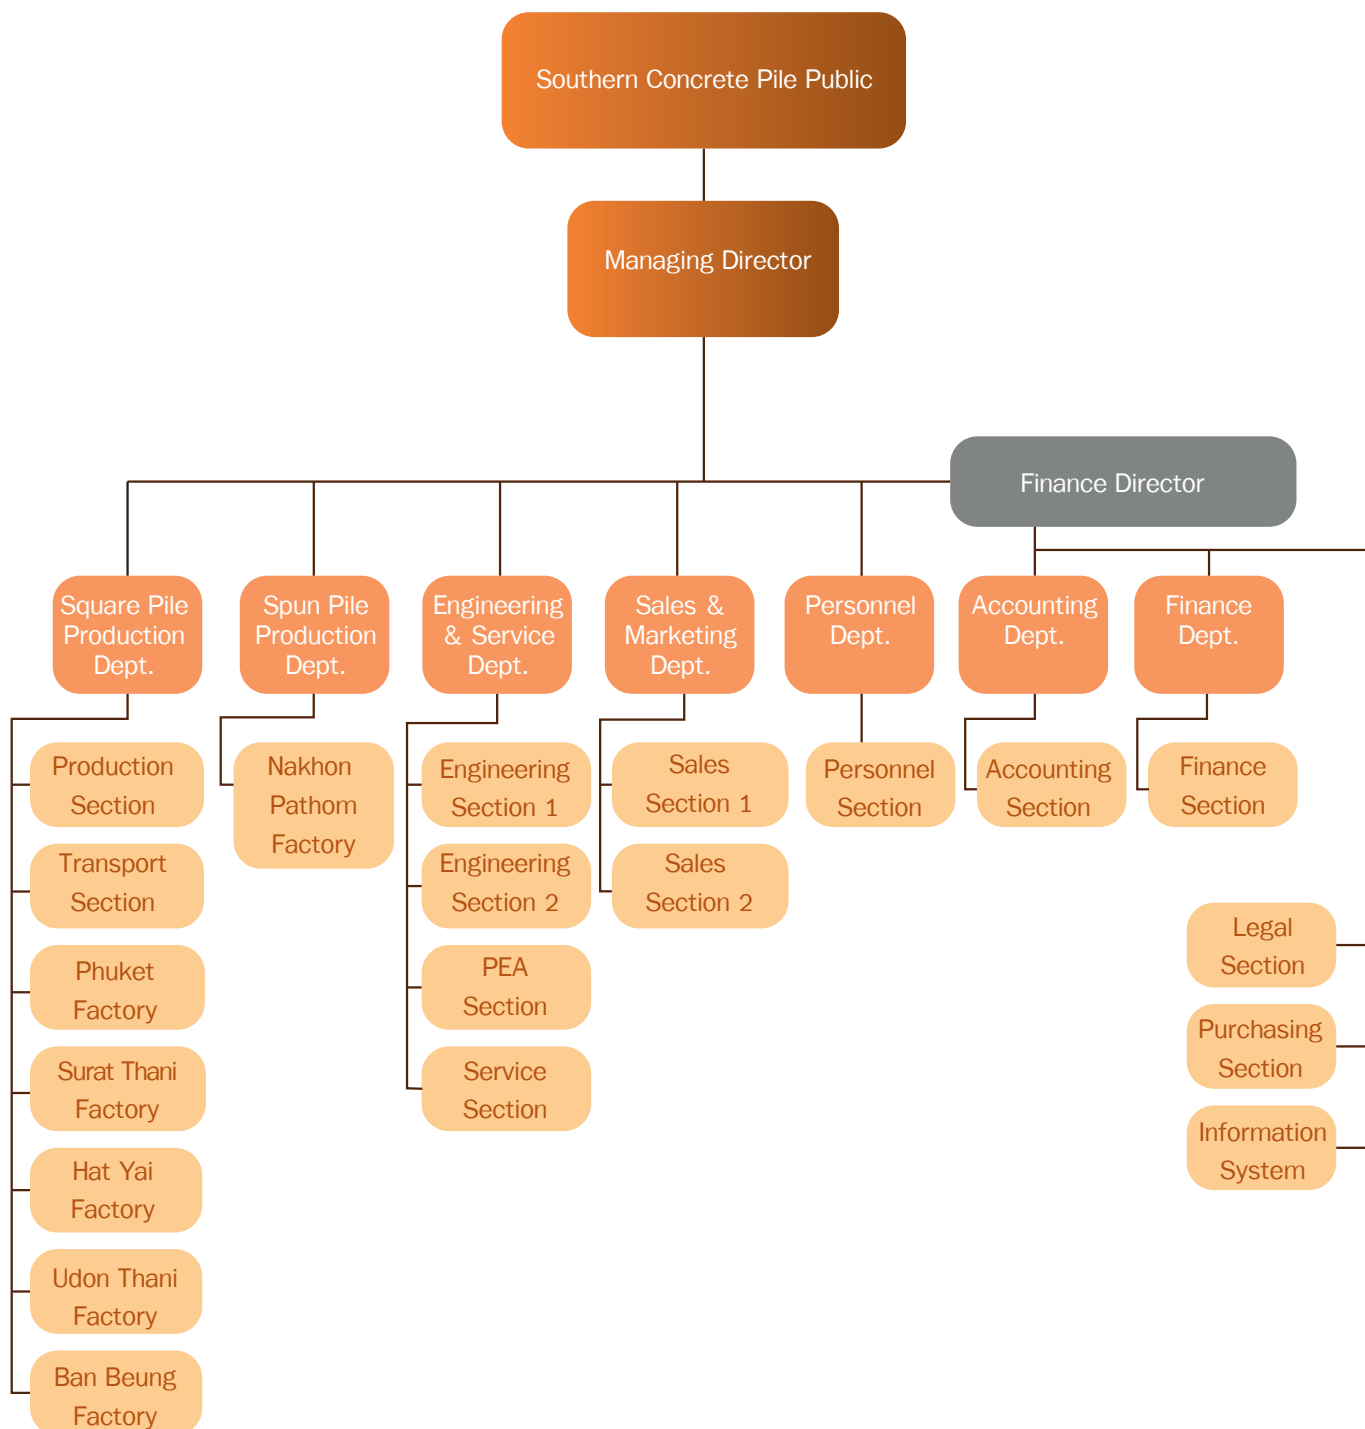 Southern Concrete Pile Public
Managing Director
Finance Director
Square Pile
Production
Dept.
Spun Pile
Production
Dept.
Engineering
& Service
Dept.
Sales &
Marketing
Dept.
Personnel
Dept.
Accounting
Dept.
Finance
Dept.
Production
Section
Transport
Section
Phuket
Factory
Surat Thani
Factory
Hat Yai
Factory
Udon Thani
Factory
Ban Beung
Factory
Nakhon
Pathom
Factory
Engineering
Section 1
Engineering
Section 2
PEA
Section
Service
Section
Sales
Section 1
Sales
Section 2
Personnel
Section
Accounting
Section
Finance
Section
Legal
Section
Purchasing
Section
Information
System